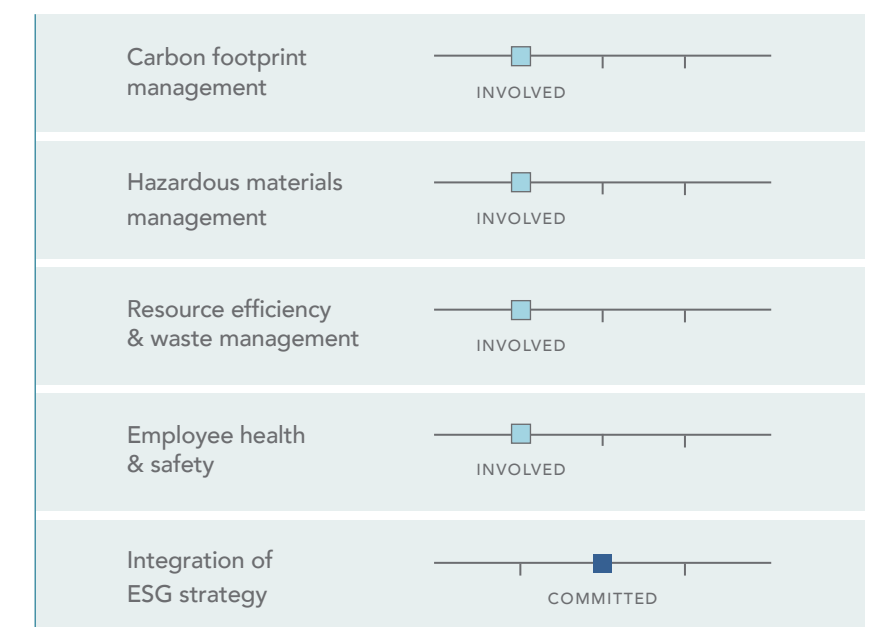 Carbon footprint
management
INVOLVED
Hazardous materials
management
INVOLVED
Resource efficiency
& waste management
INVOLVED
Employee health
& safety
INVOLVED
Integration of
ESG strategy
COMMITTED